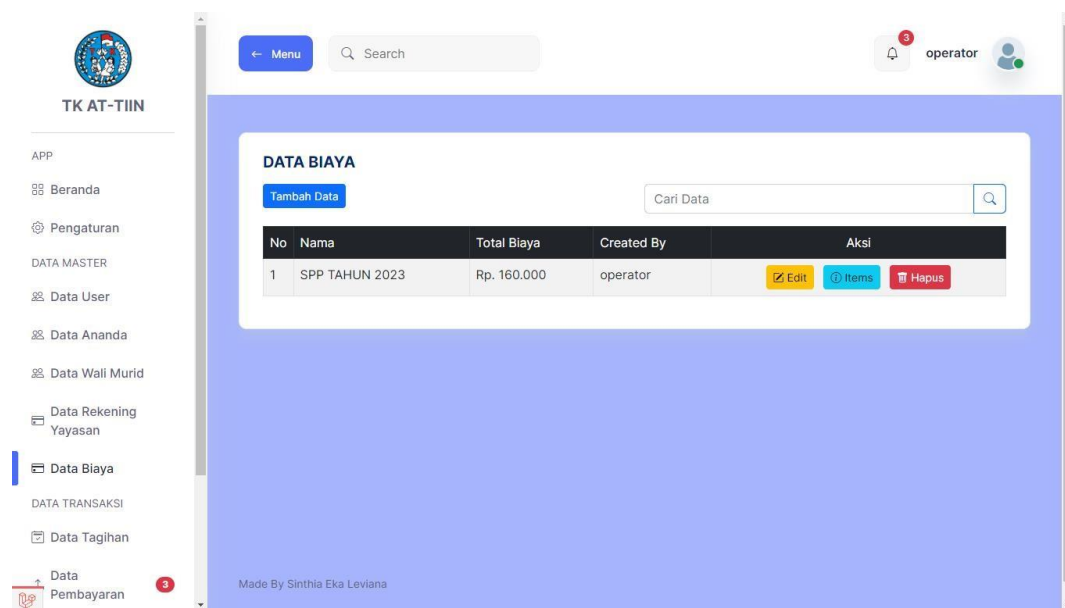 TK AT-TIIN
APP
Beranda
Pengaturan
DATA MASTER
Data User
Data Ananda
Data Wali Murid
Data Rekening
Yayasan
Data Biaya
DATA TRANSAKSI
Data Tagihan
Data
Pembayaran 3
← Menu
Search
3
operator
DATA BIAYA
Tambah Data
Cari Data
No Nama Total Biaya Created By Aksi
1 SPP TAHUN 2023 Rp. 160.000 operator Edit Items Hapus
Made By Sinthia Eka Leviana